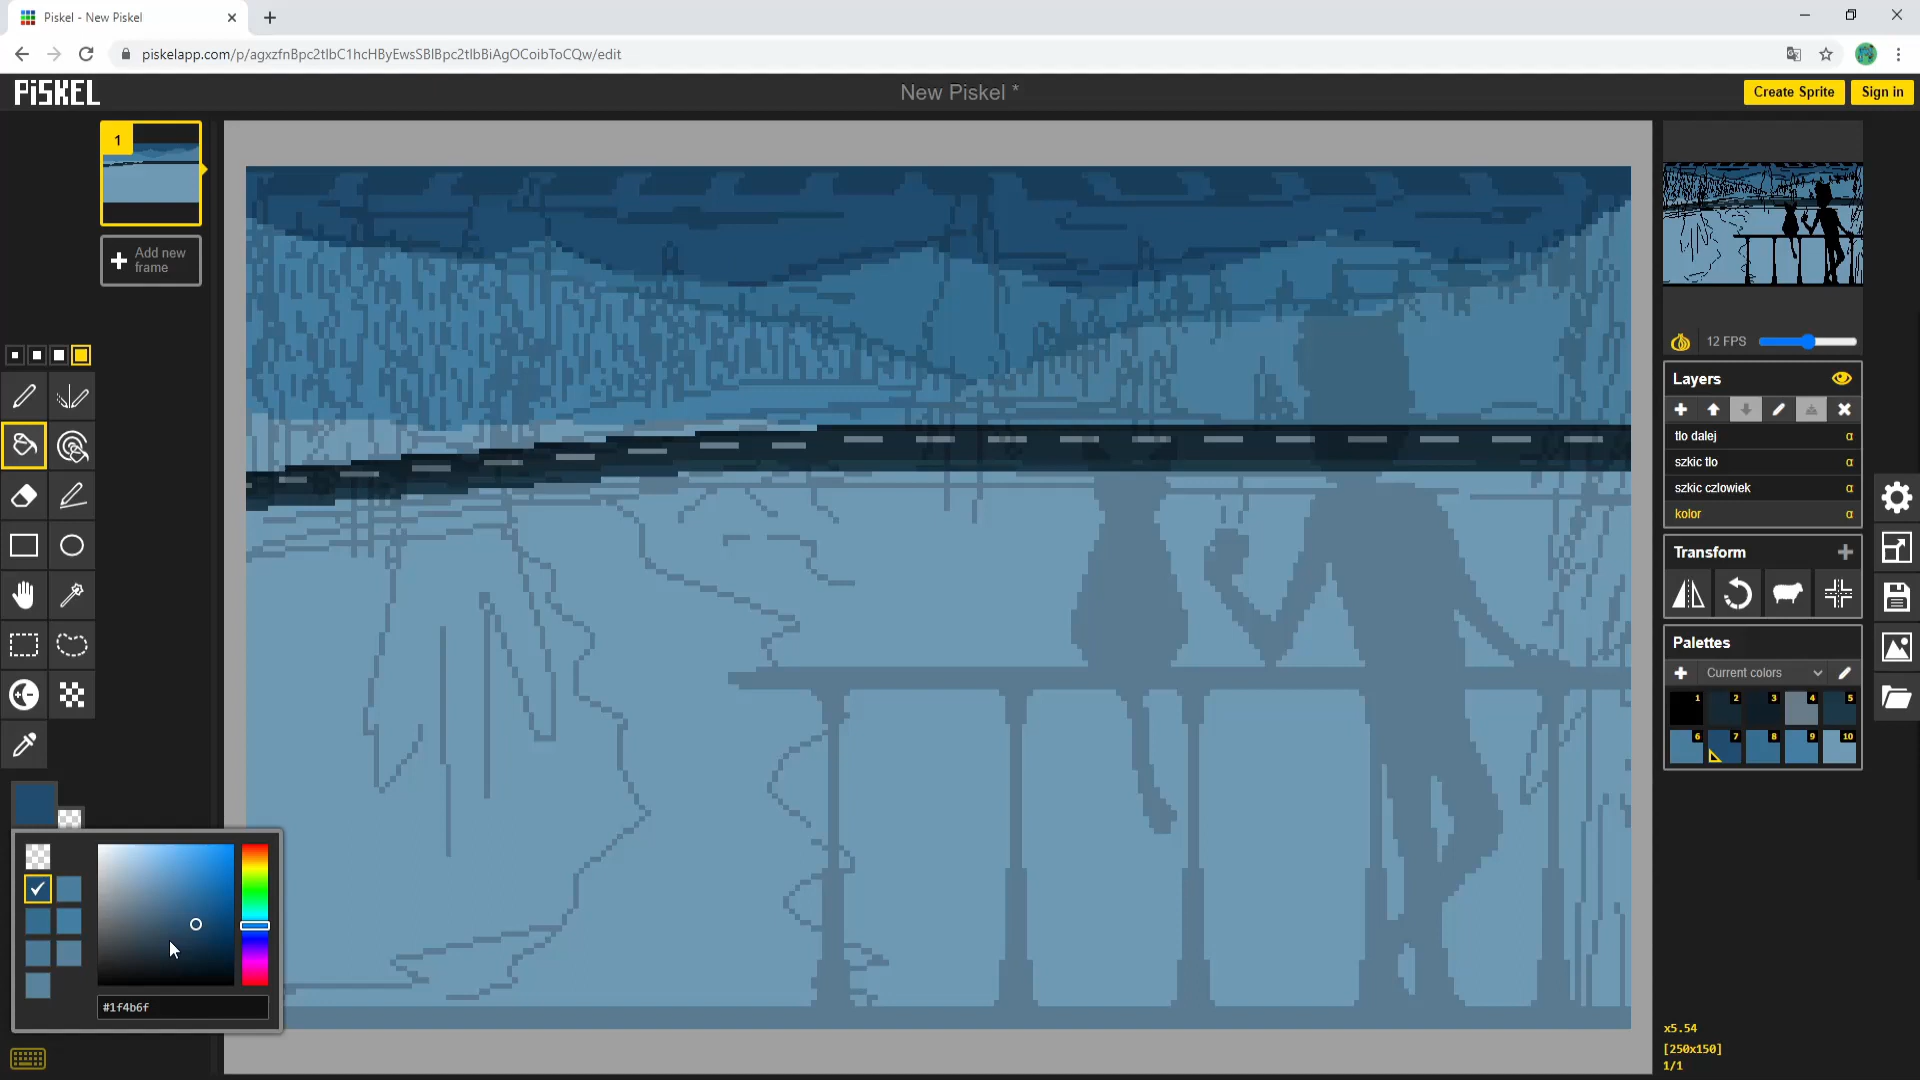 Piskel - New Piskel
piskelapp.com/p/agxzfnBpc2tlbC1hcHByEwsSBlBpc2tlbBiAgOCoibToCQw/edit
PiSKEL
New Piskel *
Create Sprite
Sign in
1
Add new
frame
12 FPS
Layers
tlo dalej α
szkic tlo α
szkic czlowiek α
kolor α
Transform
Palettes
Current colors
1 2 3 4 5
6 7 8 9 10
#1f4b6f
x5.54
[250x150]
1/1